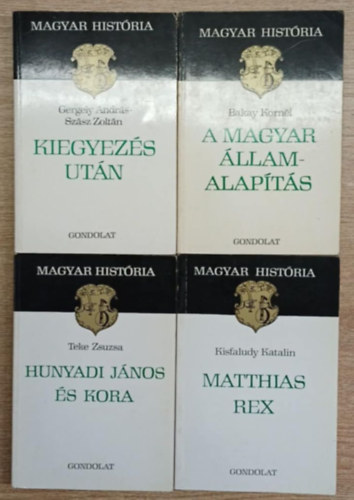 MAGYAR HISTÓRIA
Gergely András-
Szász Zoltán
KIEGYEZÉS
UTÁN
GONDOLAT
MAGYAR HISTÓRIA
Bakay Kornél
A MAGYAR
ÁLLAM-
ALAPÍTÁS
GONDOLAT
MAGYAR HISTÓRIA
Teke Zsuzsa
HUNYADI JÁNOS
ÉS KORA
GONDOLAT
MAGYAR HISTÓRIA
Kisfaludy Katalin
MATTHIAS
REX
GONDOLAT